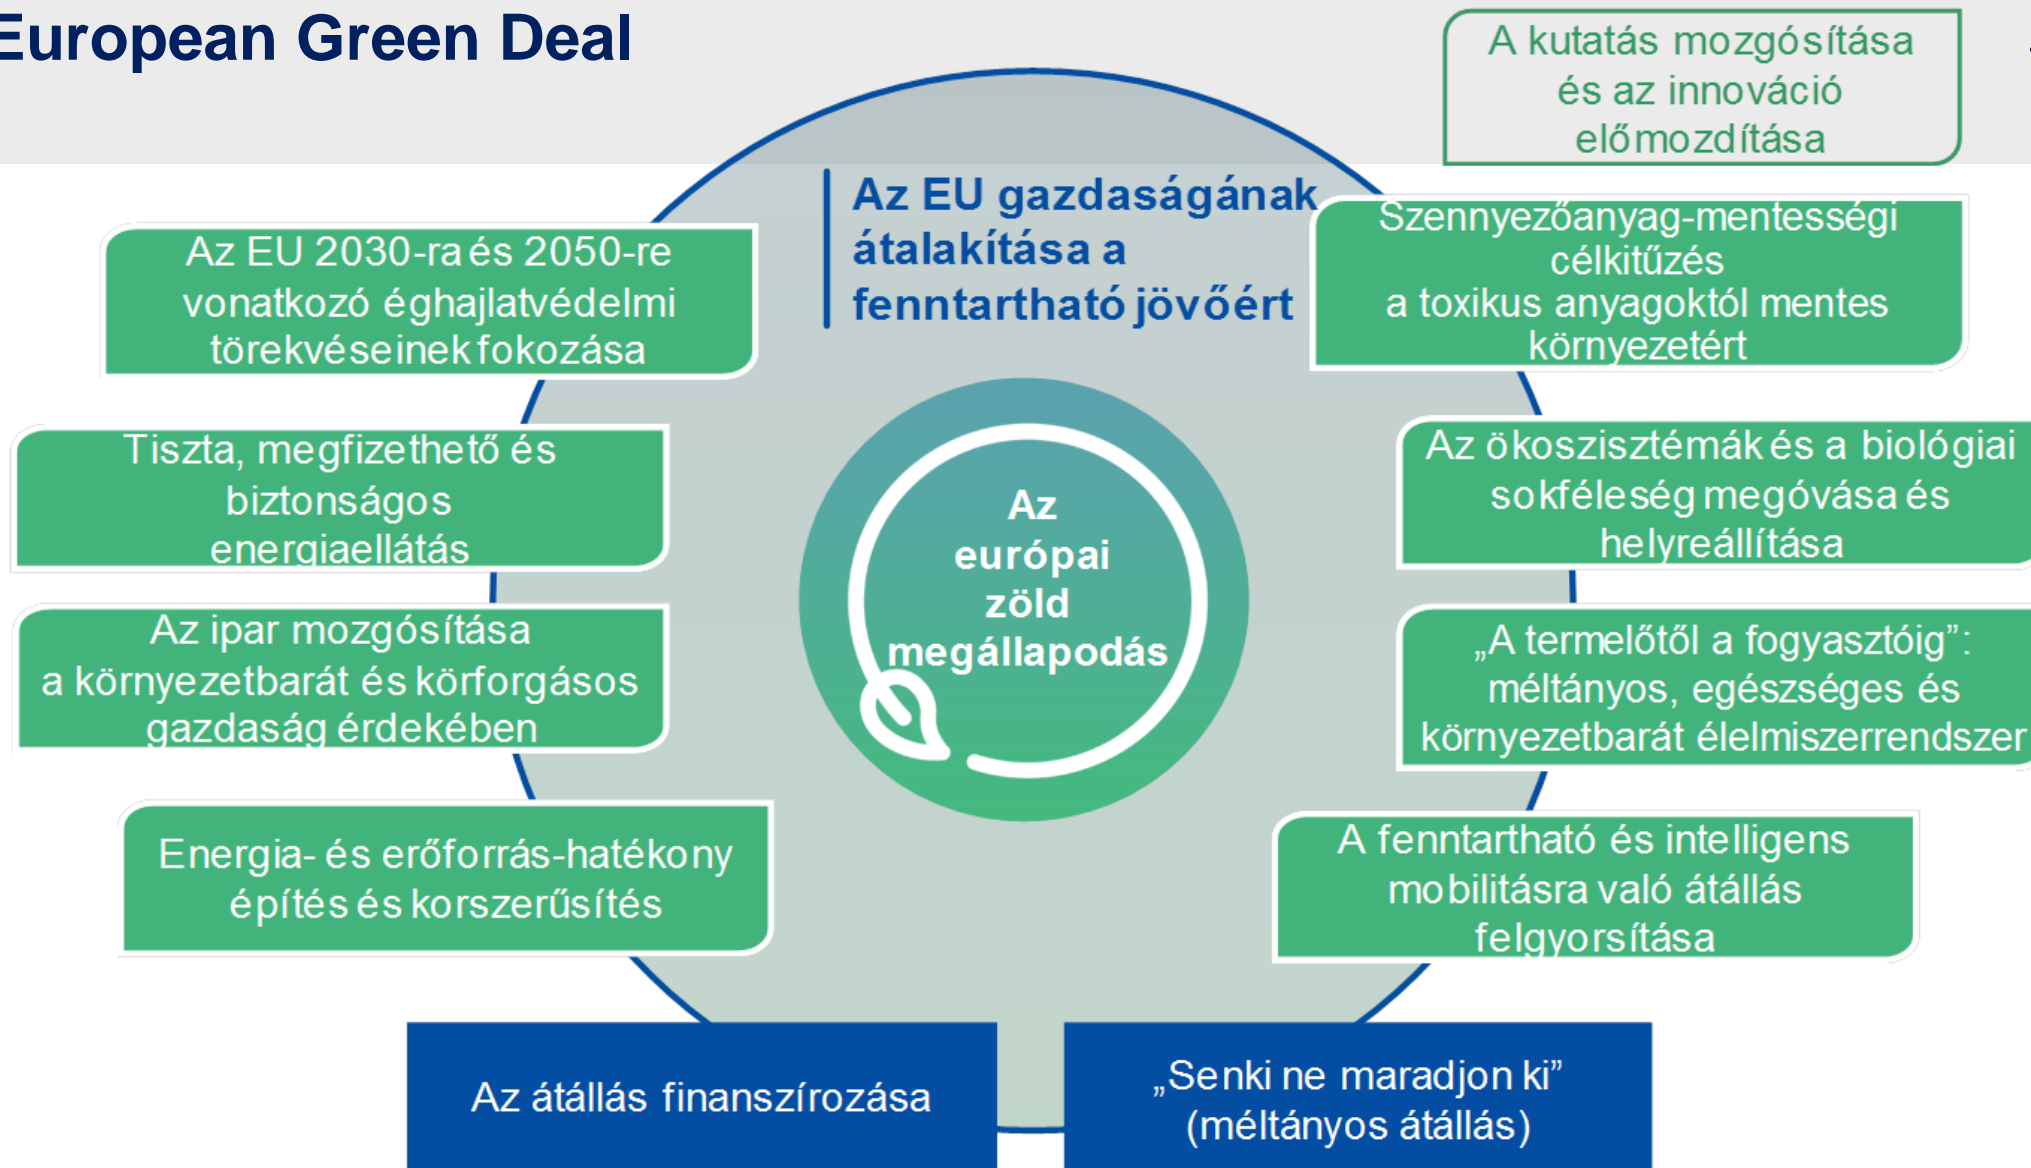 European Green Deal
A kutatás mozgósítása
és az innováció
előmozdítása
Az EU gazdaságának
átalakítása a
fenntartható jövőért
Az EU 2030-ra és 2050-re
vonatkozó éghajlatvédelmi
törekvéseinek fokozása
Szennyezőanyag-mentességi
célkitűzés
a toxikus anyagoktól mentes
környezetért
Tiszta, megfizethető és
biztonságos
energiaellátás
Az ökoszisztémák és a biológiai
sokféleség megóvása és
helyreállítása
Az
európai
zöld
megállapodás
Az ipar mozgósítása
a környezetbarát és körforgásos
gazdaság érdekében
„A termelőtől a fogyasztóig”:
méltányos, egészséges és
környezetbarát élelmiszerrendszer
Energia- és erőforrás-hatékony
építés és korszerűsítés
A fenntartható és intelligens
mobilitásra való átállás
felgyorsítása
Az átállás finanszírozása
„Senki ne maradjon ki”
(méltányos átállás)